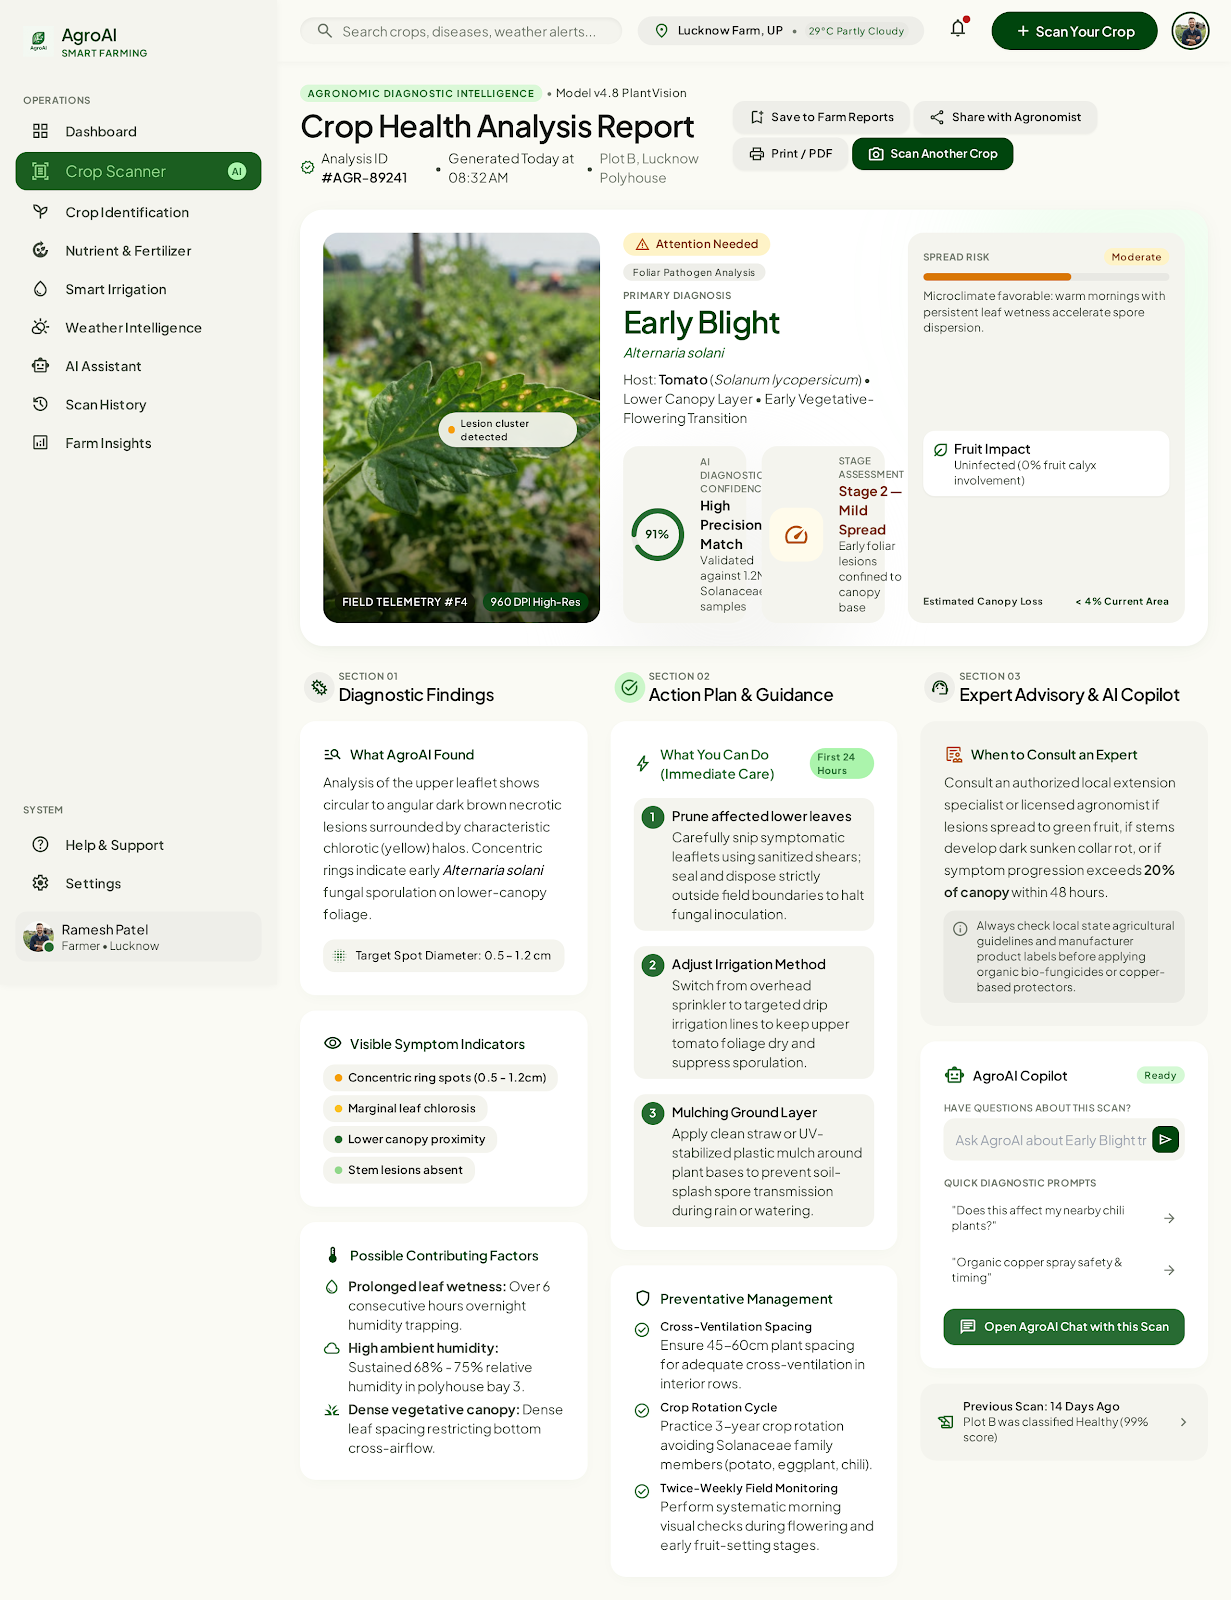 AgroAI
SMART FARMING
AgroAI
OPERATIONS
Dashboard
Crop Scanner
AI
Crop Identification
Nutrient & Fertilizer
Smart Irrigation
Weather Intelligence
AI Assistant
Scan History
Farm Insights
SYSTEM
Help & Support
Settings
Ramesh Patel
Farmer • Lucknow
Search crops, diseases, weather alerts...
Lucknow Farm, UP • 29°C Partly Cloudy
+ Scan Your Crop
AGRONOMIC DIAGNOSTIC INTELLIGENCE • Model v4.8 PlantVision
Crop Health Analysis Report
Analysis ID
#AGR-89241
• Generated Today at
08:32 AM
• Plot B, Lucknow
Polyhouse
Save to Farm Reports
Share with Agronomist
Print / PDF
Scan Another Crop
Lesion cluster
detected
FIELD TELEMETRY #F4
960 DPI High-Res
Attention Needed
Foliar Pathogen Analysis
PRIMARY DIAGNOSIS
Early Blight
Alternaria solani
Host: Tomato (Solanum lycopersicum) •
Lower Canopy Layer • Early Vegetative-
Flowering Transition
91%
AI
DIAGNOSTIC
CONFIDENC
High
Precision
Match
Validated
against 1.2M
Solanaceae
samples
STAGE
ASSESSMENT
Stage 2 —
Mild
Spread
Early foliar
lesions
confined to
canopy
base
SPREAD RISK
Moderate
Microclimate favorable: warm mornings with
persistent leaf wetness accelerate spore
dispersion.
Fruit Impact
Uninfected (0% fruit calyx
involvement)
Estimated Canopy Loss
< 4% Current Area
SECTION 01
Diagnostic Findings
What AgroAI Found
Analysis of the upper leaflet shows
circular to angular dark brown necrotic
lesions surrounded by characteristic
chlorotic (yellow) halos. Concentric
rings indicate early Alternaria solani
fungal sporulation on lower-canopy
foliage.
Target Spot Diameter: 0.5 – 1.2 cm
Visible Symptom Indicators
Concentric ring spots (0.5 - 1.2cm)
Marginal leaf chlorosis
Lower canopy proximity
Stem lesions absent
Possible Contributing Factors
Prolonged leaf wetness: Over 6
consecutive hours overnight
humidity trapping.
High ambient humidity:
Sustained 68% - 75% relative
humidity in polyhouse bay 3.
Dense vegetative canopy: Dense
leaf spacing restricting bottom
cross-airflow.
SECTION 02
Action Plan & Guidance
What You Can Do
(Immediate Care)
First 24
Hours
1
Prune affected lower leaves
Carefully snip symptomatic
leaflets using sanitized shears;
seal and dispose strictly
outside field boundaries to halt
fungal inoculation.
2
Adjust Irrigation Method
Switch from overhead
sprinkler to targeted drip
irrigation lines to keep upper
tomato foliage dry and
suppress sporulation.
3
Mulching Ground Layer
Apply clean straw or UV-
stabilized plastic mulch around
plant bases to prevent soil-
splash spore transmission
during rain or watering.
Preventative Management
Cross-Ventilation Spacing
Ensure 45–60cm plant spacing
for adequate cross-ventilation in
interior rows.
Crop Rotation Cycle
Practice 3-year crop rotation
avoiding Solanaceae family
members (potato, eggplant, chili).
Twice-Weekly Field Monitoring
Perform systematic morning
visual checks during flowering and
early fruit-setting stages.
SECTION 03
Expert Advisory & AI Copilot
When to Consult an Expert
Consult an authorized local extension
specialist or licensed agronomist if
lesions spread to green fruit, if stems
develop dark sunken collar rot, or if
symptom progression exceeds 20%
of canopy within 48 hours.
Always check local state agricultural
guidelines and manufacturer
product labels before applying
organic bio-fungicides or copper-
based protectors.
AgroAI Copilot
Ready
HAVE QUESTIONS ABOUT THIS SCAN?
Ask AgroAI about Early Blight tr
QUICK DIAGNOSTIC PROMPTS
"Does this affect my nearby chili
plants?"
"Organic copper spray safety &
timing"
Open AgroAI Chat with this Scan
Previous Scan: 14 Days Ago
Plot B was classified Healthy (99%
score)